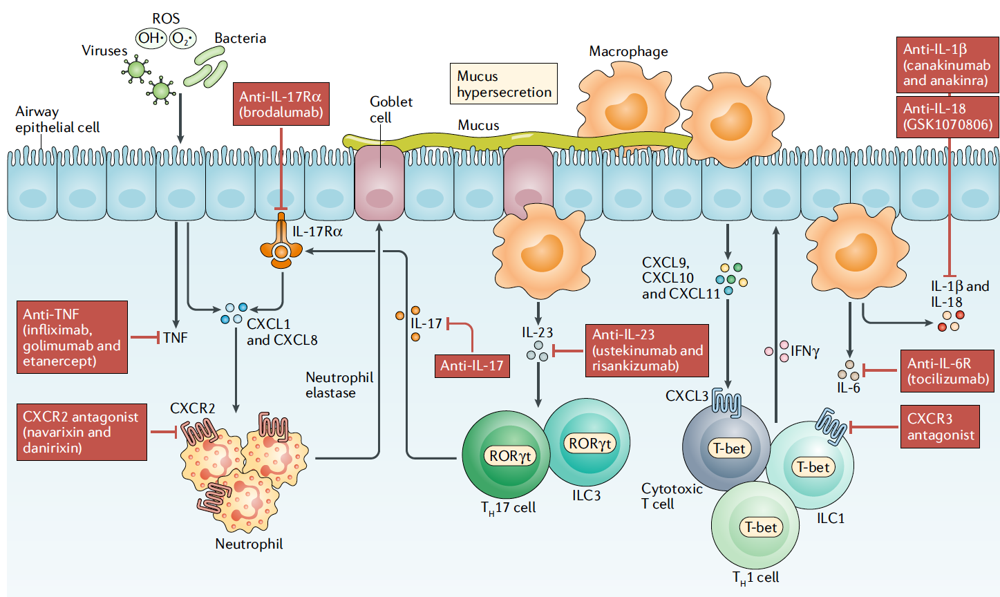 ROS
OH•
O₂•
Viruses
Bacteria
Airway
epithelial cell
Anti-IL-17Rα
(brodalumab)
Goblet
cell
Mucus
hypersecretion
Mucus
Macrophage
Anti-IL-1β
(canakinumab
and anakinra)
Anti-IL-18
(GSK1070806)
IL-17Rα
CXCL1
and CXCL8
Anti-TNF
(infliximab,
golimumab and
etanercept)
TNF
CXCR2 antagonist
(navarixin and
danirixin)
CXCR2
Neutrophil
Neutrophil
elastase
IL-17
Anti-IL-17
IL-23
Anti-IL-23
(ustekinumab and
risankizumab)
RORγt
RORγt
TH17 cell
ILC3
CXCL9,
CXCL10
and CXCL11
CXCL3
IFNγ
T-bet
T-bet
T-bet
Cytotoxic
T cell
ILC1
TH1 cell
IL-1β and
IL-18
IL-6
Anti-IL-6R
(tocilizumab)
CXCR3
antagonist